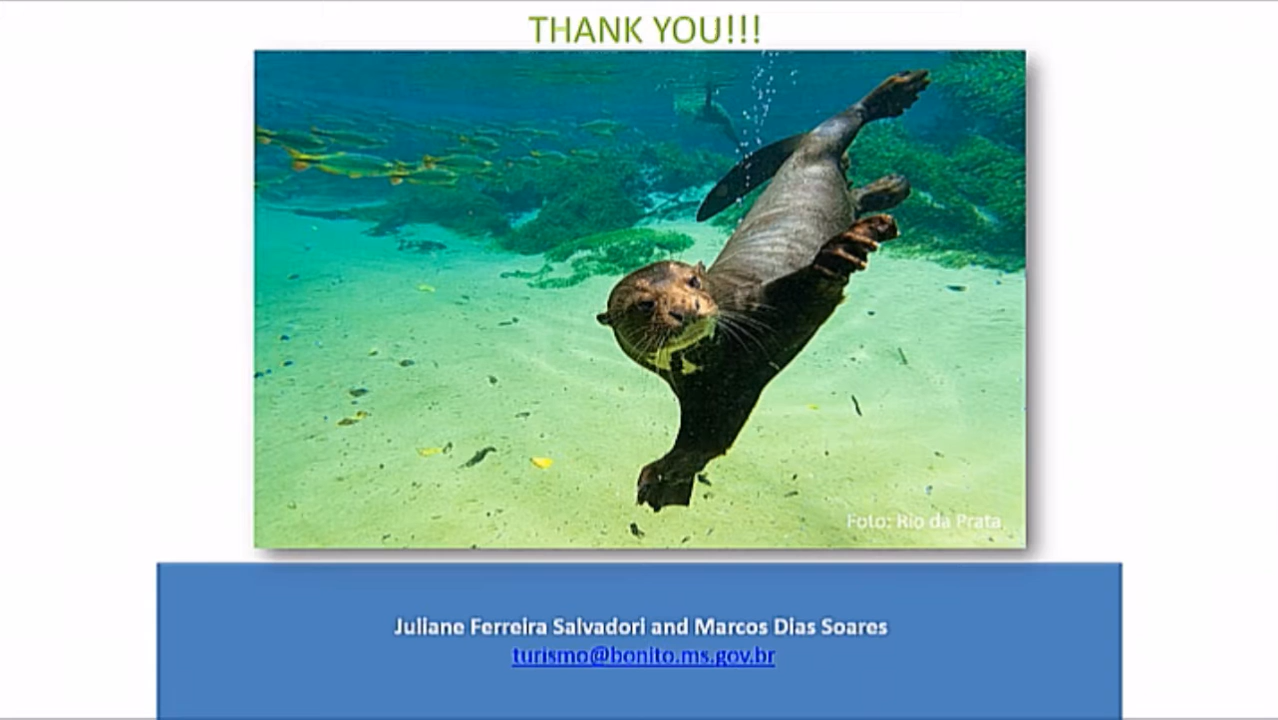 THANK YOU!!!
Foto: Rio da Prata
Juliane Ferreira Salvadori and Marcos Dias Soares
turismo@bonito.ms.gov.br